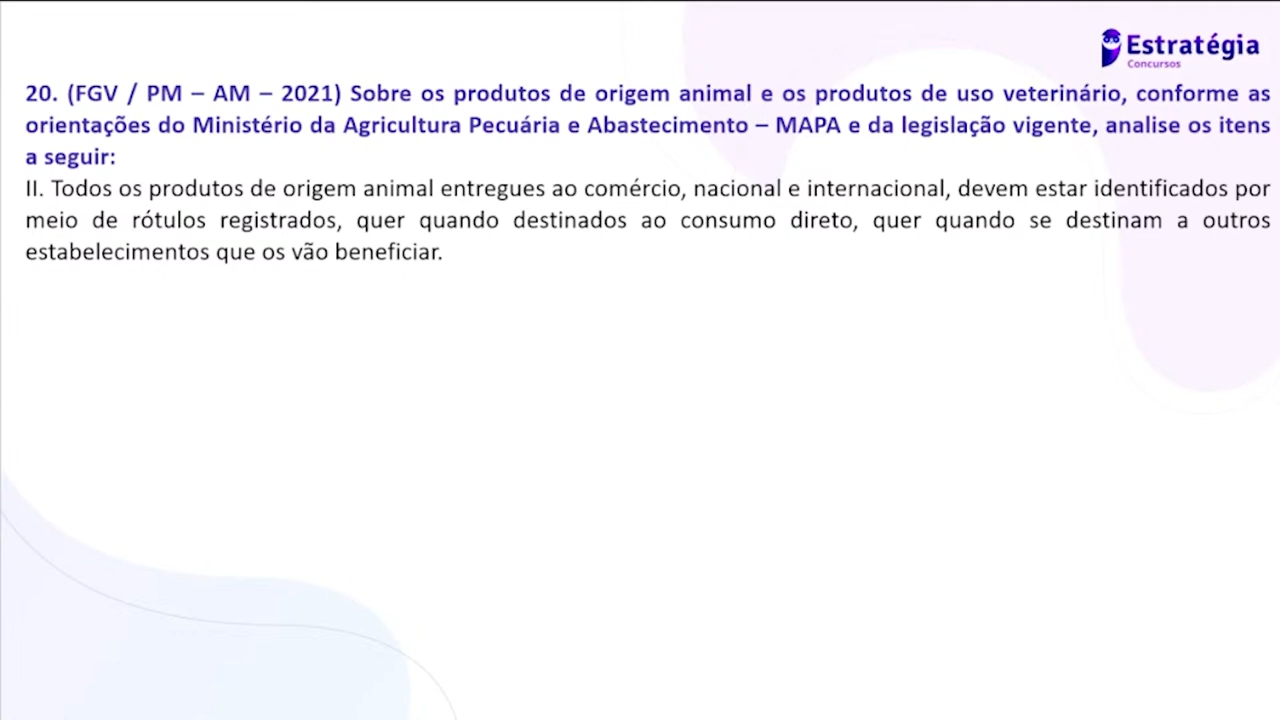 Estratégia
Concursos
20. (FGV / PM – AM – 2021) Sobre os produtos de origem animal e os produtos de uso veterinário, conforme as
orientações do Ministério da Agricultura Pecuária e Abastecimento – MAPA e da legislação vigente, analise os itens
a seguir:
II. Todos os produtos de origem animal entregues ao comércio, nacional e internacional, devem estar identificados por
meio de rótulos registrados, quer quando destinados ao consumo direto, quer quando se destinam a outros
estabelecimentos que os vão beneficiar.